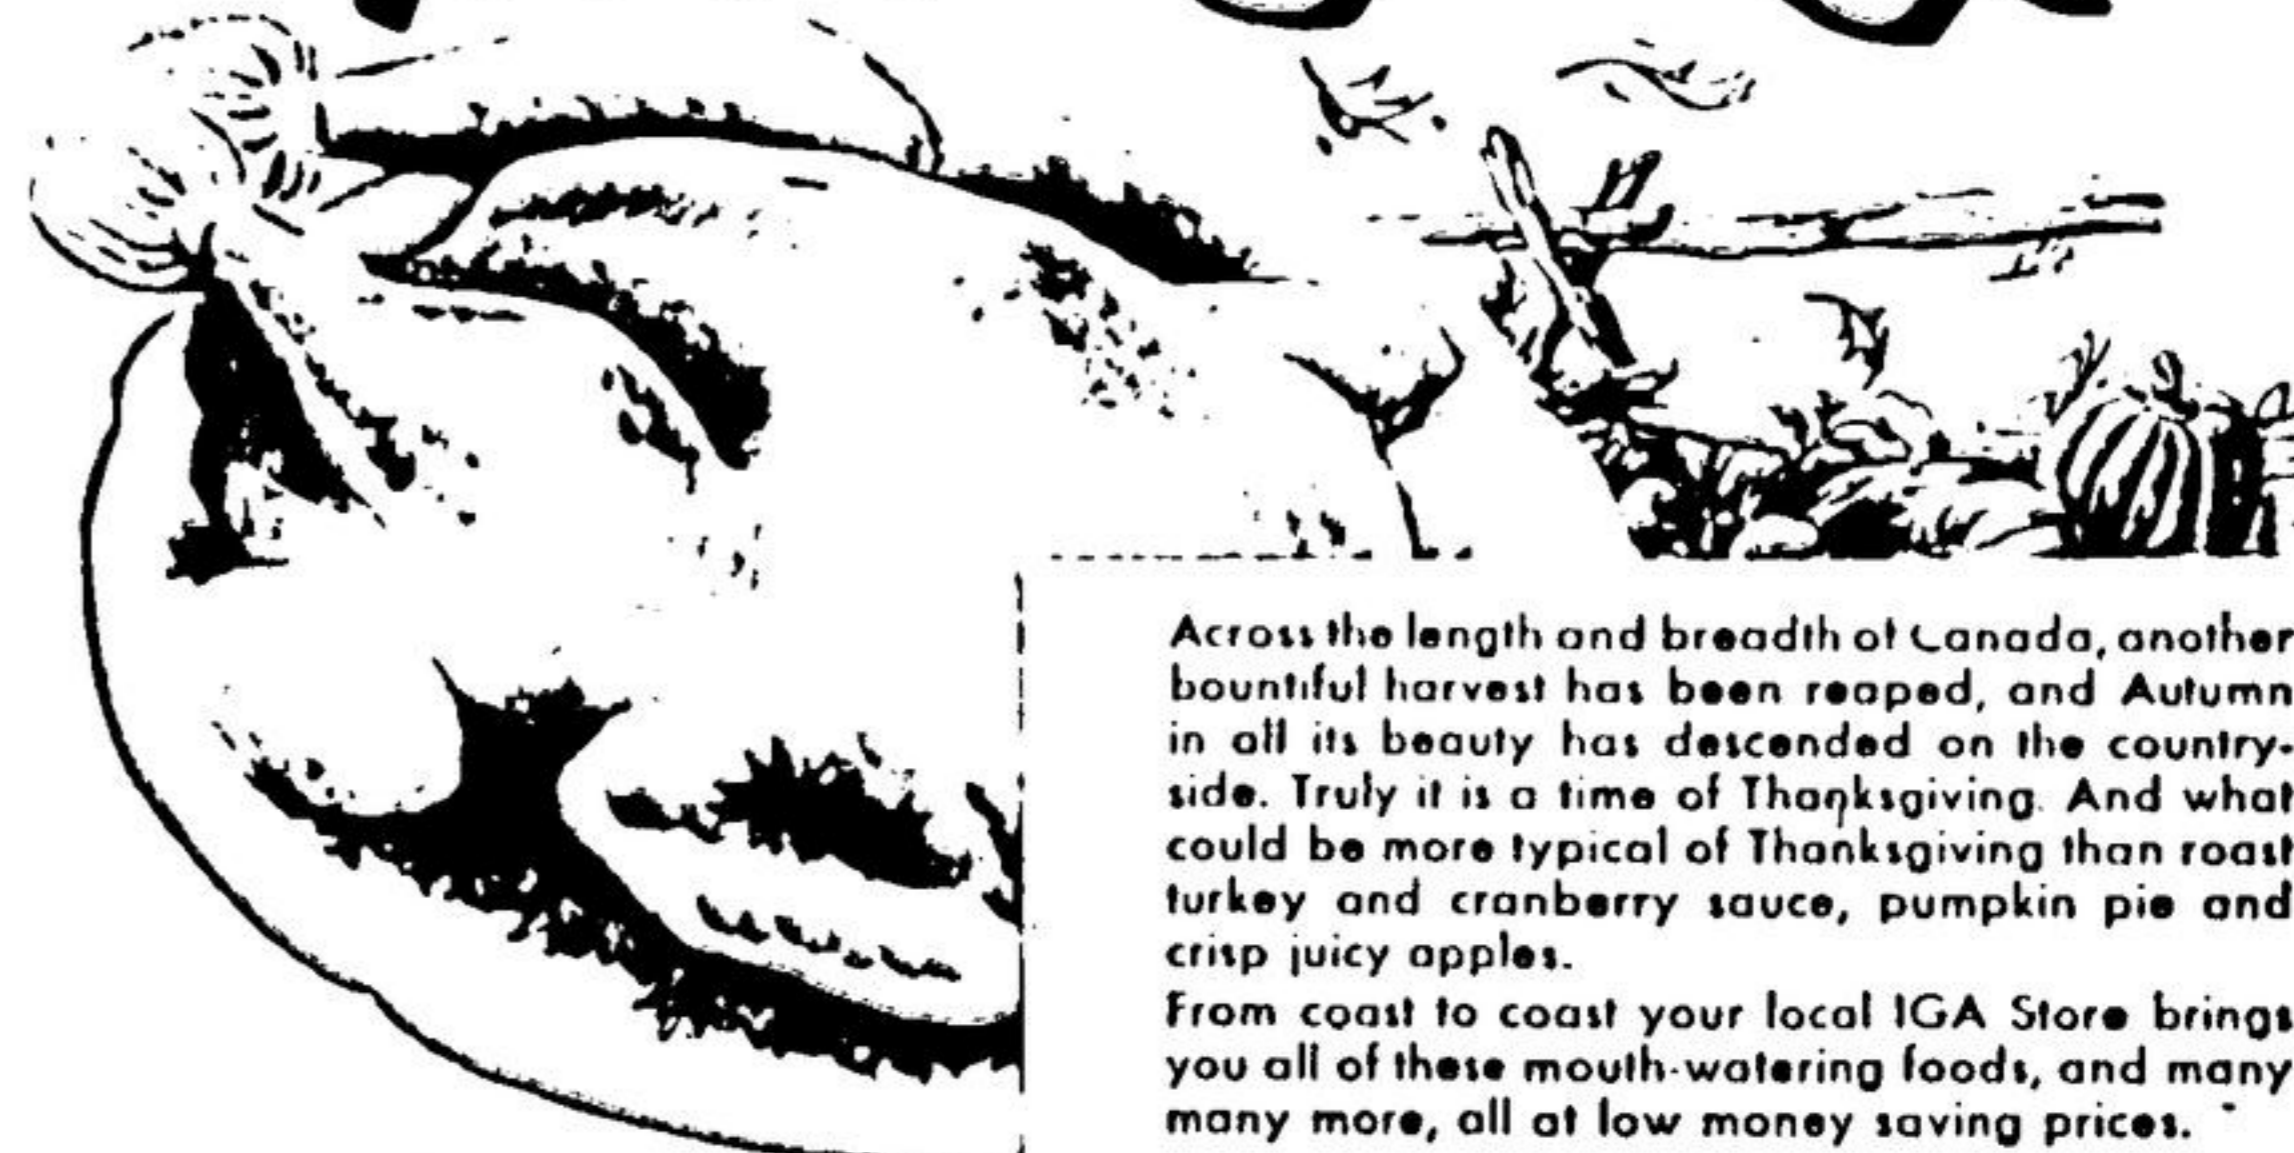 Across the length and breadth of Canada, another
bountiful harvest has been reaped, and Autumn
in all its beauty has descended on the country-
side. Truly it is a time of Thanksgiving. And what
could be more typical of Thanksgiving than roast
turkey and cranberry sauce, pumpkin pie and
crisp juicy apples.
From coast to coast your local IGA Store brings
you all of these mouth-watering foods, and many
many more, all at low money saving prices.